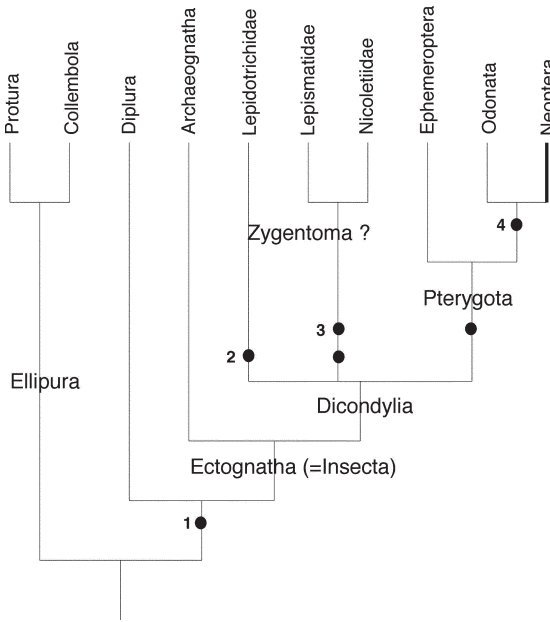 Protura
Collembola
Diplura
Archaeognatha
Lepidotrichidae
Lepismatidae
Nicoletiidae
Ephemeroptera
Odonata
Neoptera
Zygentoma ?
4
Pterygota
3
2
Ellipura
Dicondylia
Ectognatha (=Insecta)
1